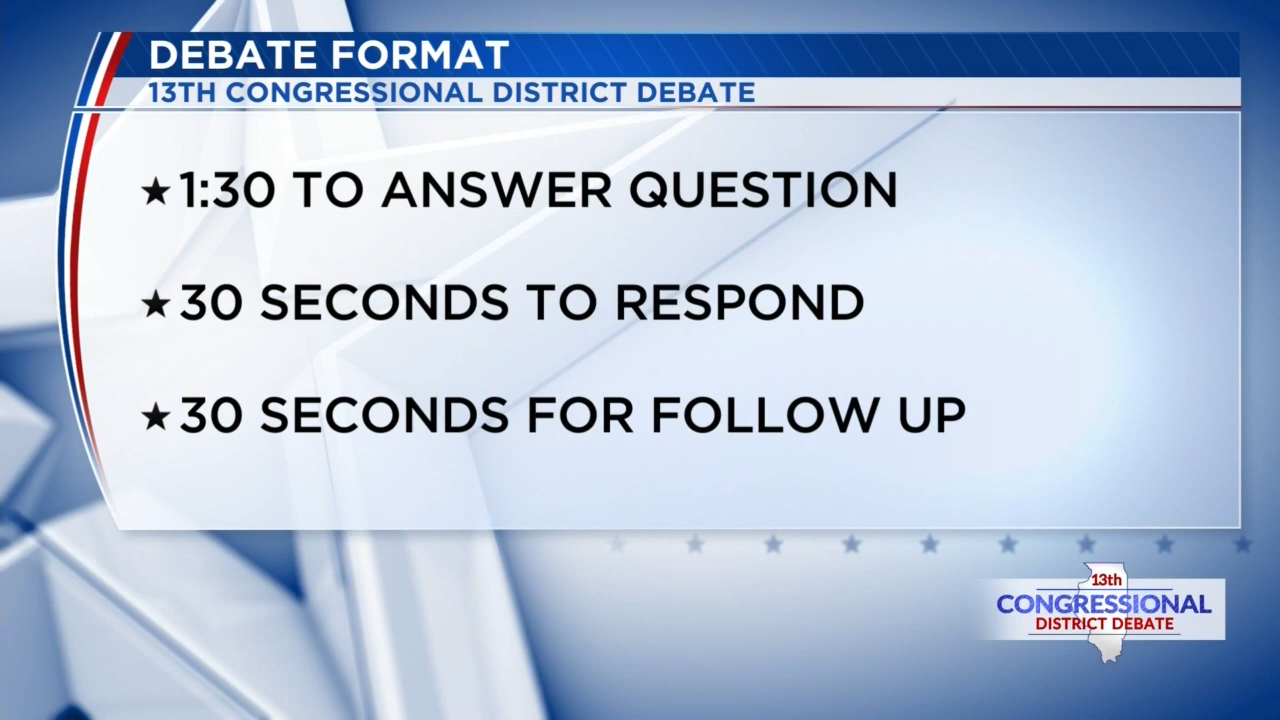 DEBATE FORMAT
13TH CONGRESSIONAL DISTRICT DEBATE
★1:30 TO ANSWER QUESTION
★30 SECONDS TO RESPOND
★30 SECONDS FOR FOLLOW UP
13th
CONGRESSIONAL
DISTRICT DEBATE